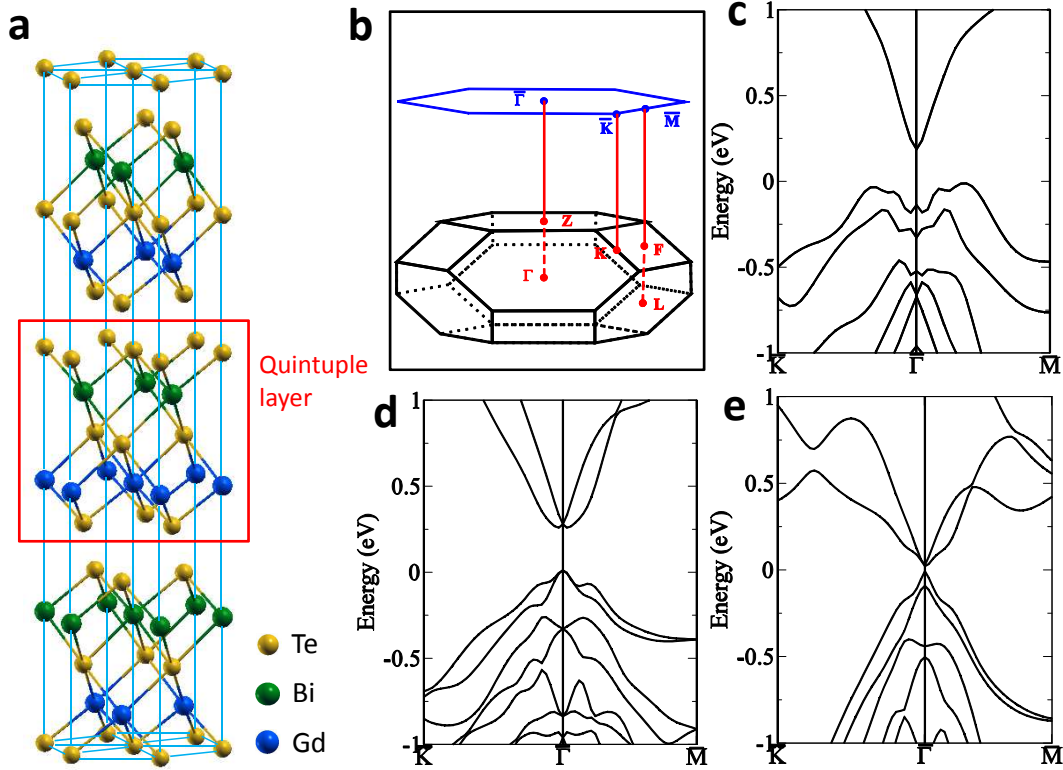 a
Quintuple
layer
Te
Bi
Gd
b
Γ̅
K̅
M̅
Z
K
F
Γ
L
c
Energy (eV)
1
0.5
0
-0.5
-1
K̅
Γ̅
M̅
d
Energy (eV)
1
0.5
0
-0.5
-1
K̅
Γ̅
M̅
e
Energy (eV)
1
0.5
0
-0.5
-1
K̅
Γ̅
M̅